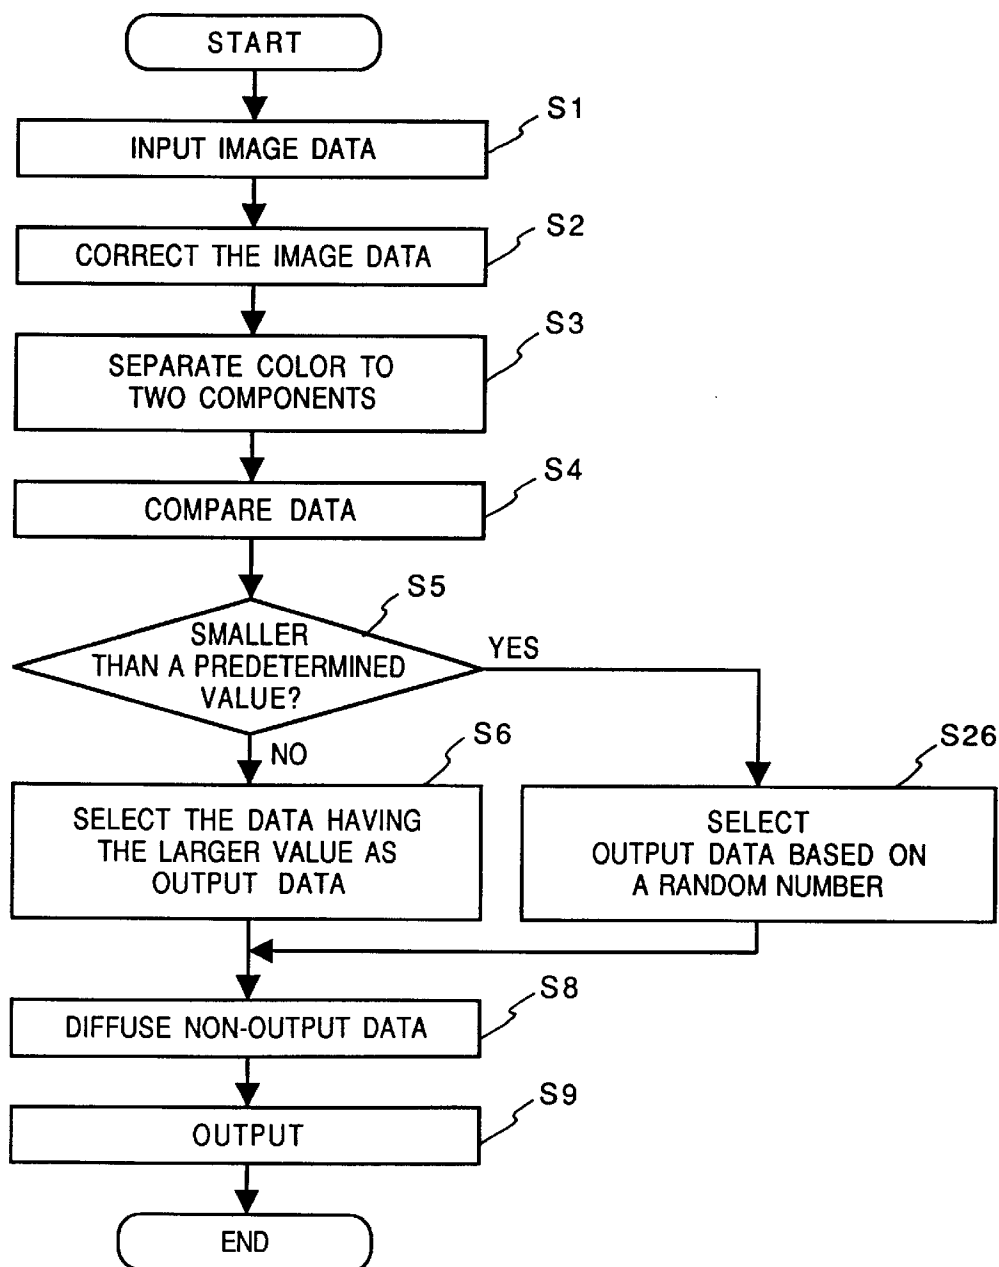 START
S1
INPUT IMAGE DATA
S2
CORRECT THE IMAGE DATA
S3
SEPARATE COLOR TO
TWO COMPONENTS
S4
COMPARE DATA
S5
SMALLER
THAN A PREDETERMINED
VALUE?
YES
NO
S6
SELECT THE DATA HAVING
THE LARGER VALUE AS
OUTPUT DATA
S26
SELECT
OUTPUT DATA BASED ON
A RANDOM NUMBER
S8
DIFFUSE NON-OUTPUT DATA
S9
OUTPUT
END